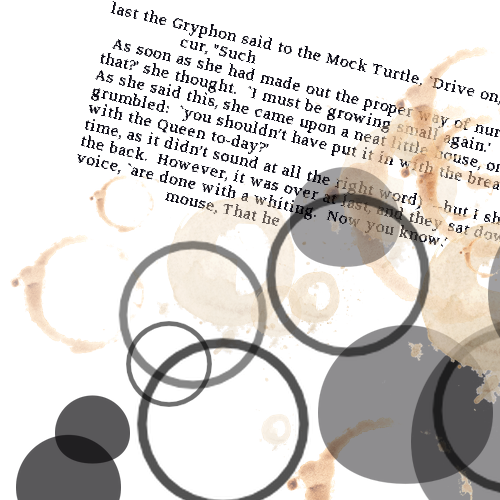 last the Gryphon said to the Mock Turtle, `Drive on,
cur, "Such
As soon as she had made out the proper way of nur
that?' she thought. `I must be growing small again.'
As she said this, she came upon a neat little house, on
grumbled: `you shouldn't have put it in with the brea
with the Queen to-day?'
time, as it didn't sound at all the right word) --but i sh
the back. However, it was over at last, and they sat dow
voice, `are done with a whiting. Now you know.'
mouse, That he